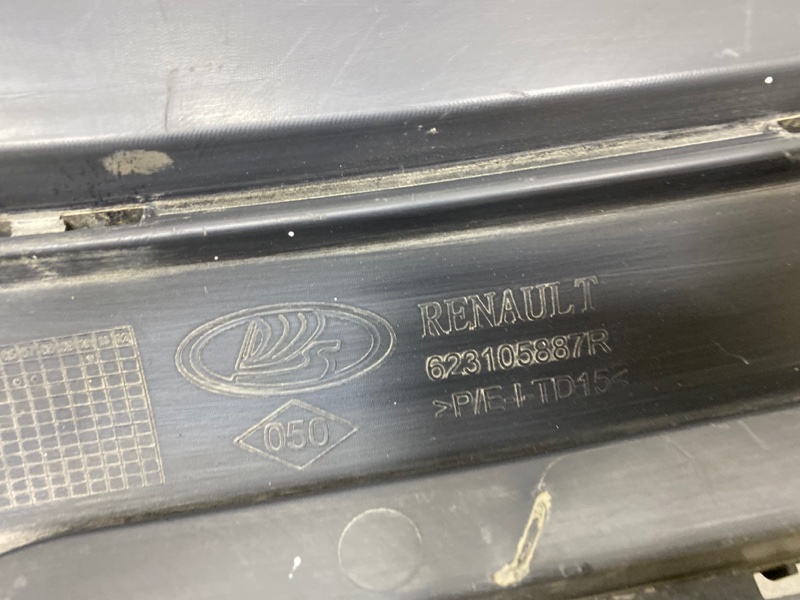 RENAULT
623105887R
>P/E-I-TD15<
050